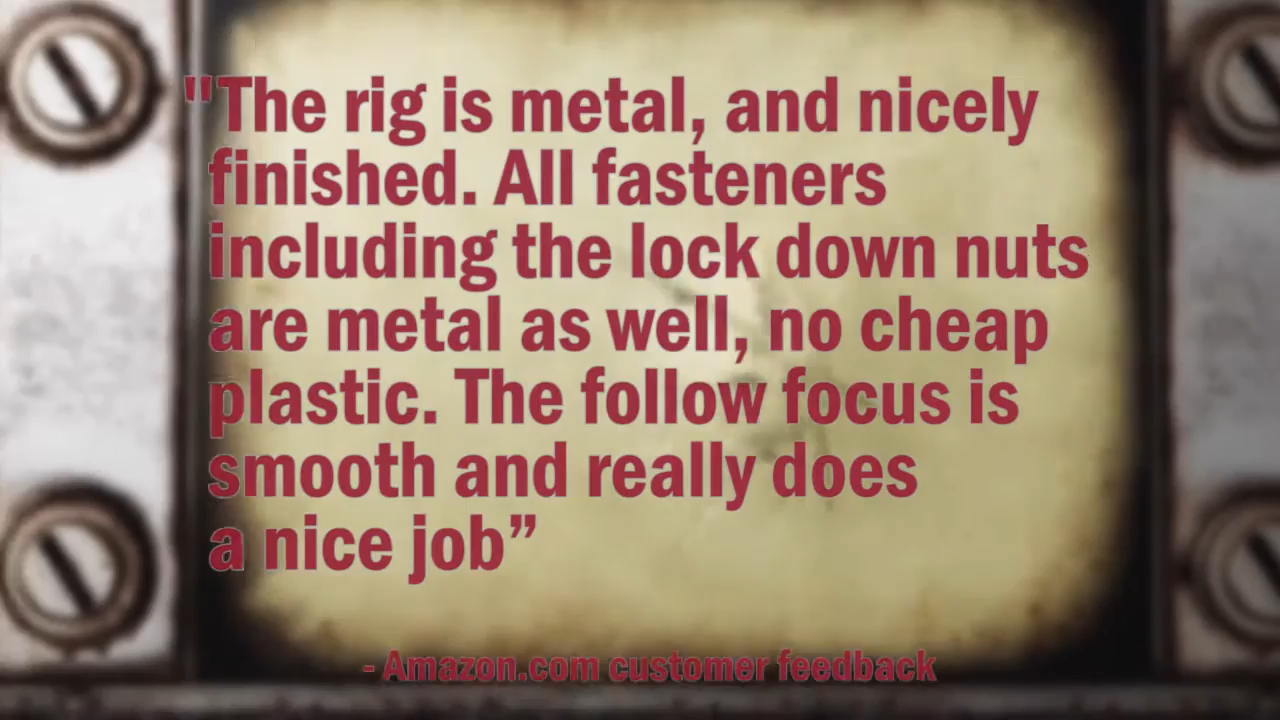 "The rig is metal, and nicely
finished. All fasteners
including the lock down nuts
are metal as well, no cheap
plastic. The follow focus is
smooth and really does
a nice job”
- Amazon.com customer feedback